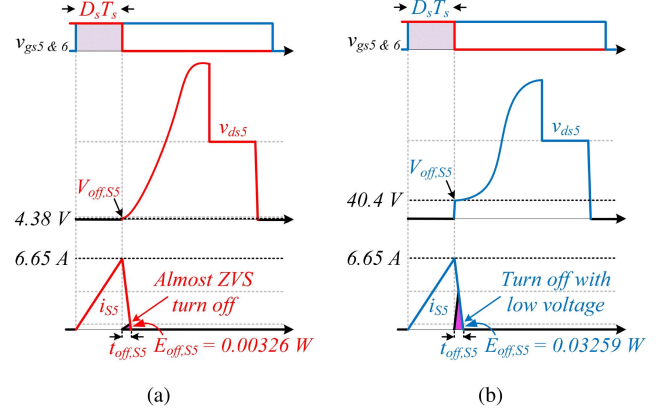 DsTs
vgs5 & 6
vds5
Voff,S5
4.38 V
6.65 A
Almost ZVS
turn off
iS5
toff,S5
Eoff,S5 = 0.00326 W
(a)
DsTs
vgs5 & 6
vds5
Voff,S5
40.4 V
6.65 A
Turn off with
low voltage
iS5
toff,S5
Eoff,S5 = 0.03259 W
(b)